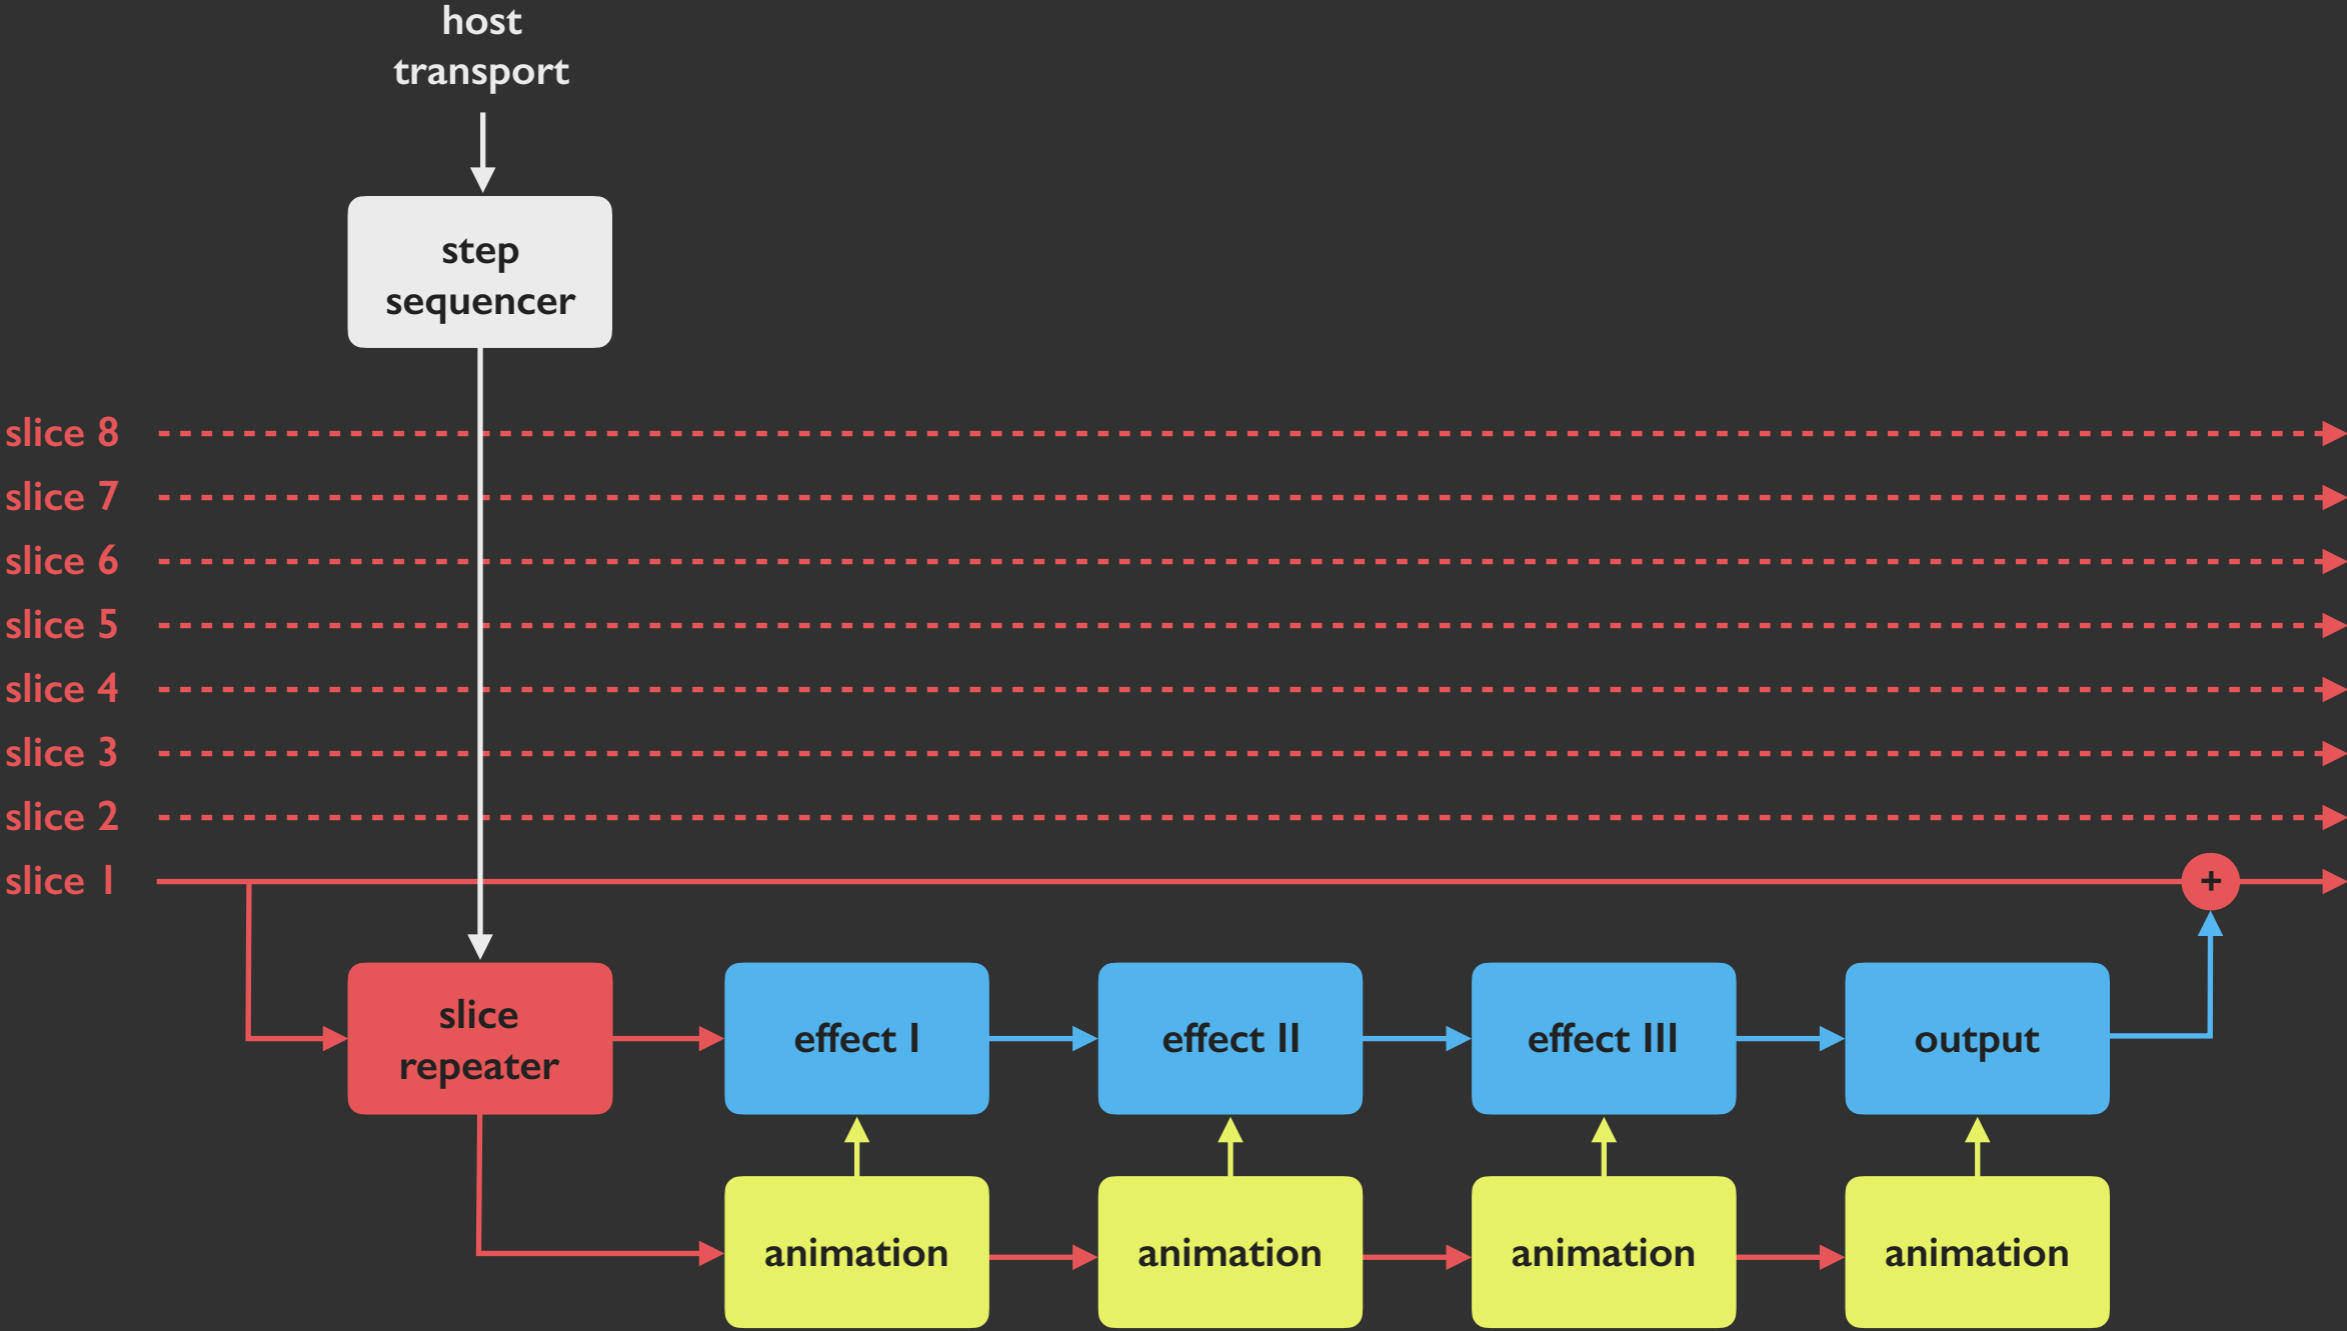 host
transport
step
sequencer
slice 8
slice 7
slice 6
slice 5
slice 4
slice 3
slice 2
slice 1
+
slice
repeater
effect I
effect II
effect III
output
animation
animation
animation
animation